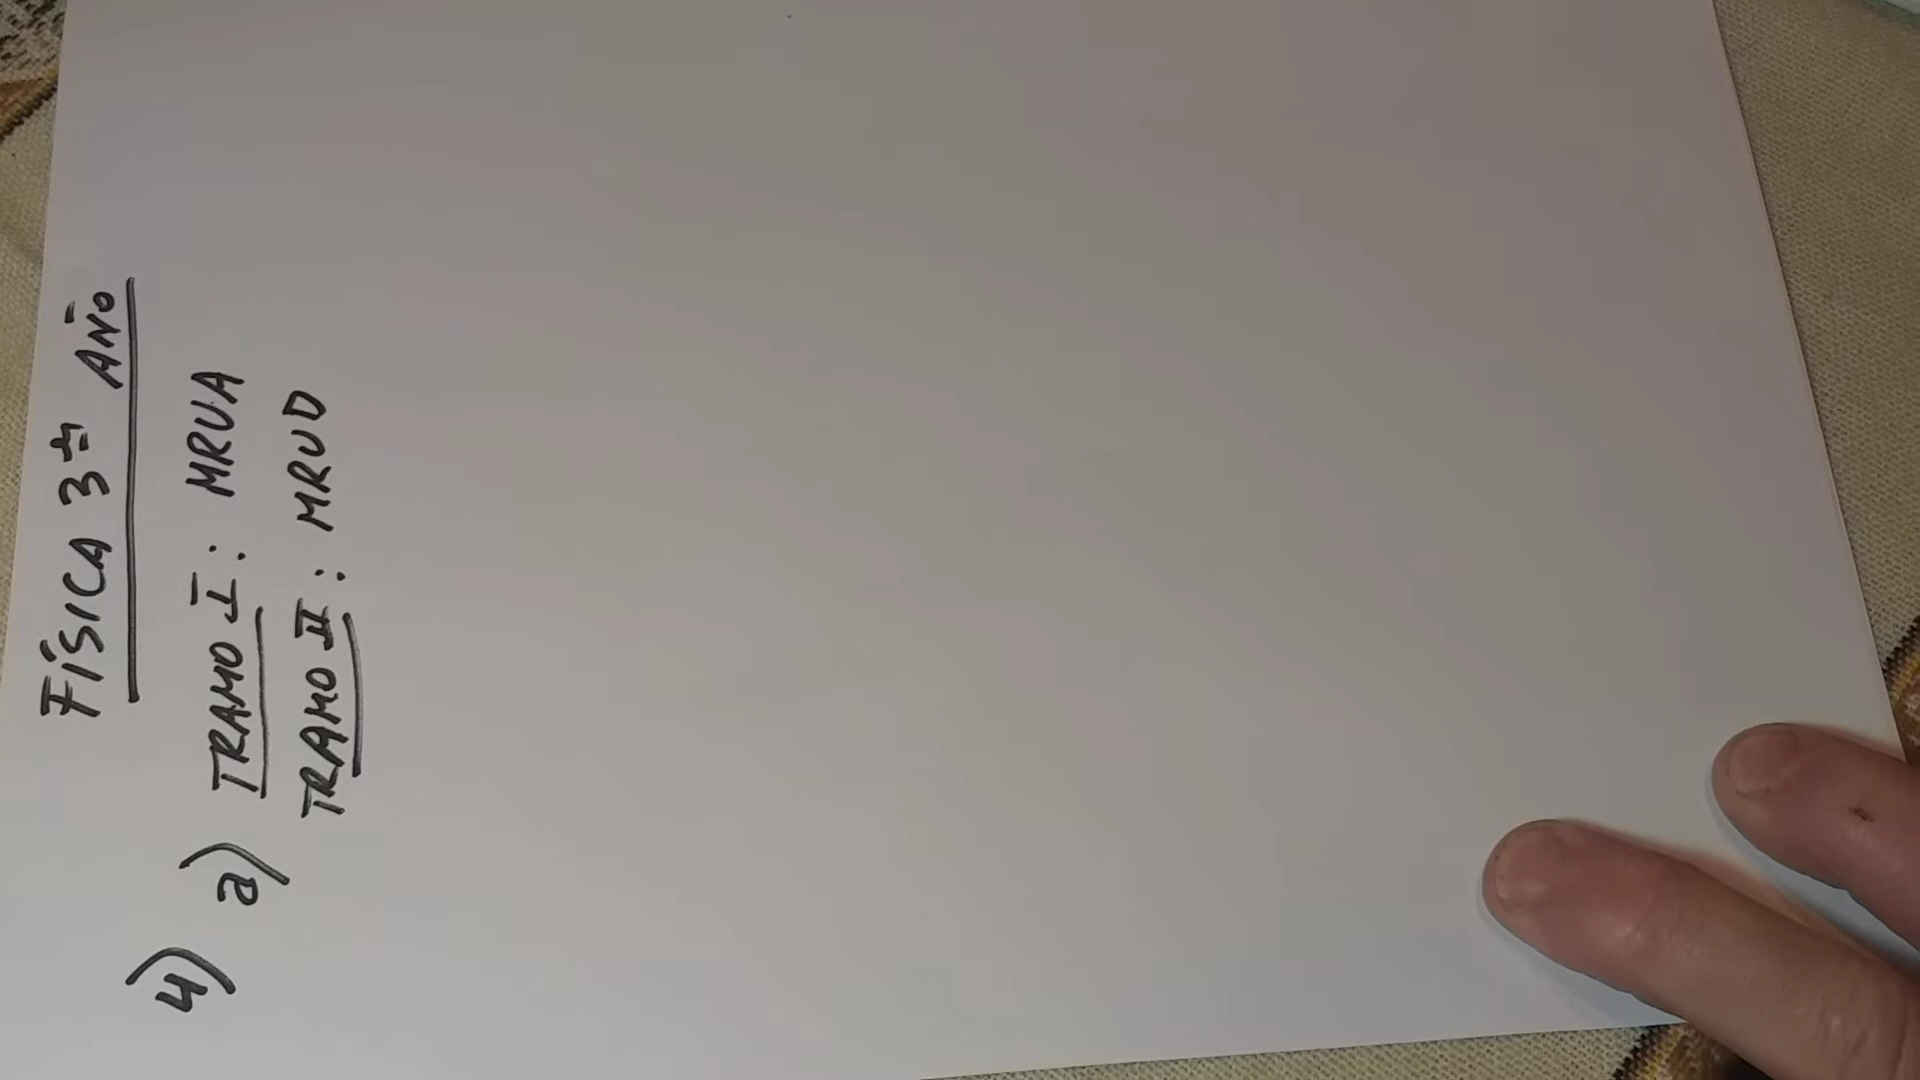 FÍSICA 3er AÑO
4) a) TRAMO I: MRUA
TRAMO II: MRUD